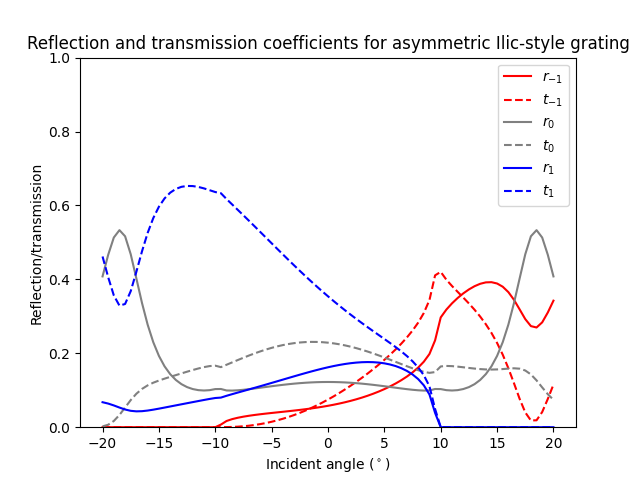 Reflection and transmission coefficients for asymmetric Ilic-style grating
1.0
0.8
0.6
0.4
0.2
0.0
Reflection/transmission
−20
−15
−10
−5
0
5
10
15
20
Incident angle (°)
r₋₁
t₋₁
r₀
t₀
r₁
t₁